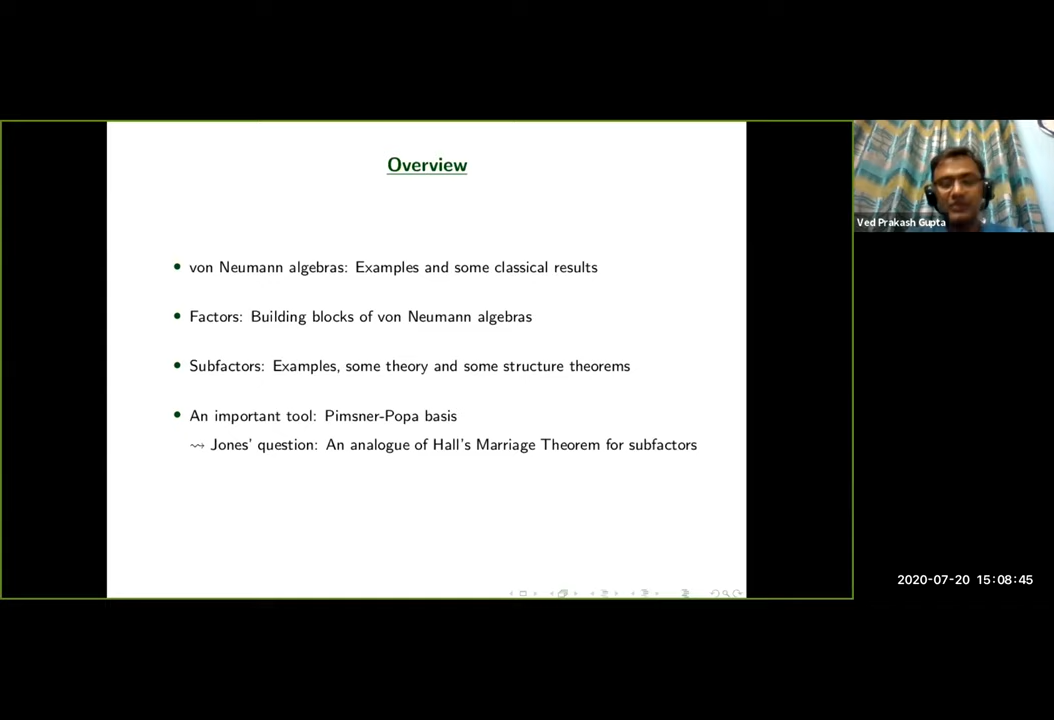 Overview
• von Neumann algebras: Examples and some classical results
• Factors: Building blocks of von Neumann algebras
• Subfactors: Examples, some theory and some structure theorems
• An important tool: Pimsner-Popa basis
⇝ Jones' question: An analogue of Hall's Marriage Theorem for subfactors
Ved Prakash Gupta
2020-07-20 15:08:45